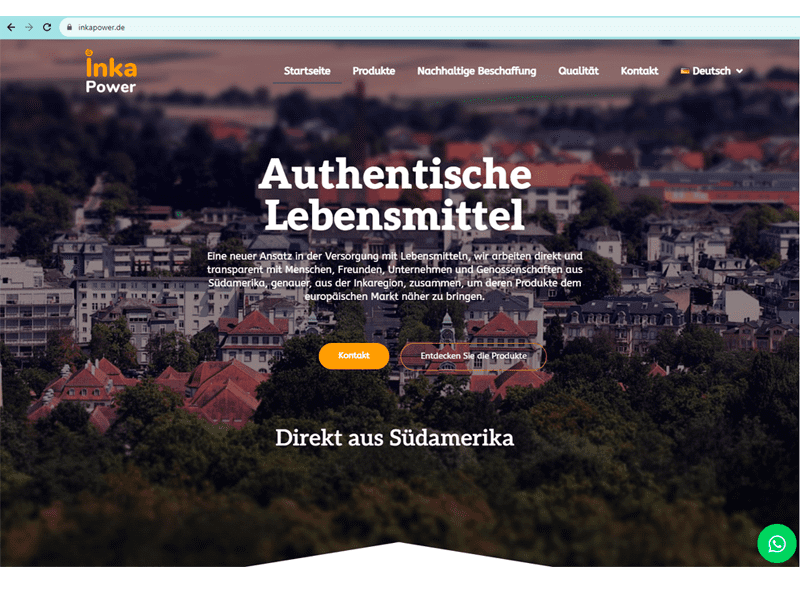 inkapower.de
inka
Power
Startseite Produkte Nachhaltige Beschaffung Qualität Kontakt Deutsch
Authentische
Lebensmittel
Eine neuer Ansatz in der Versorgung mit Lebensmitteln, wir arbeiten direkt und
transparent mit Menschen, Freunden, Unternehmen und Genossenschaften aus
Südamerika, genauer, aus der Inkaregion, zusammen, um deren Produkte dem
europäischen Markt näher zu bringen.
Kontakt Entdecken Sie die Produkte
Direkt aus Südamerika